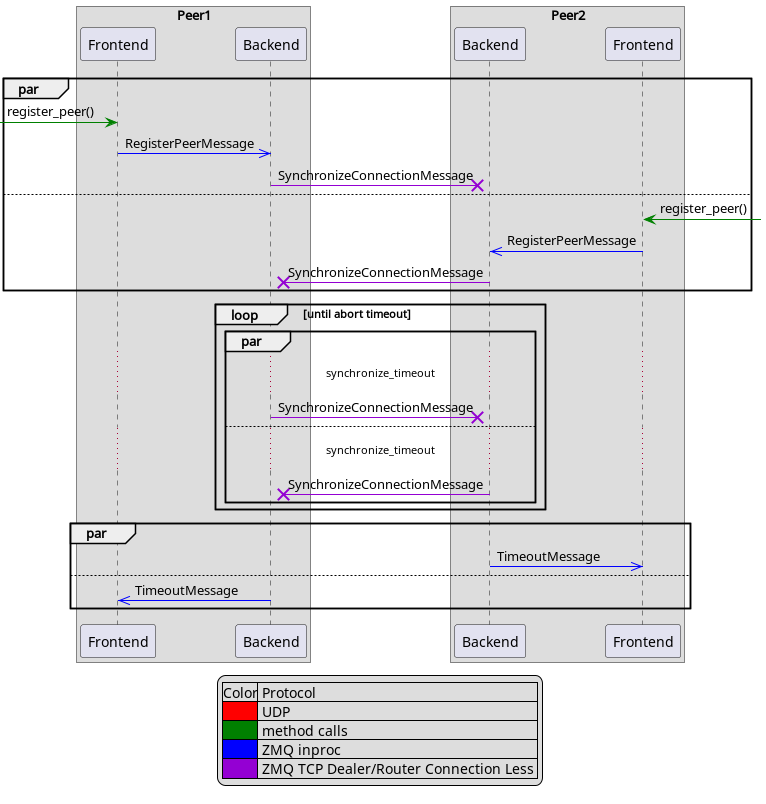 Peer1 Peer2
Frontend Backend Backend Frontend
par
register_peer()
RegisterPeerMessage
SynchronizeConnectionMessage
register_peer()
RegisterPeerMessage
SynchronizeConnectionMessage
loop [until abort timeout]
par
synchronize_timeout
SynchronizeConnectionMessage
synchronize_timeout
SynchronizeConnectionMessage
par
TimeoutMessage
TimeoutMessage
Frontend Backend Backend Frontend
Color Protocol
UDP
method calls
ZMQ inproc
ZMQ TCP Dealer/Router Connection Less